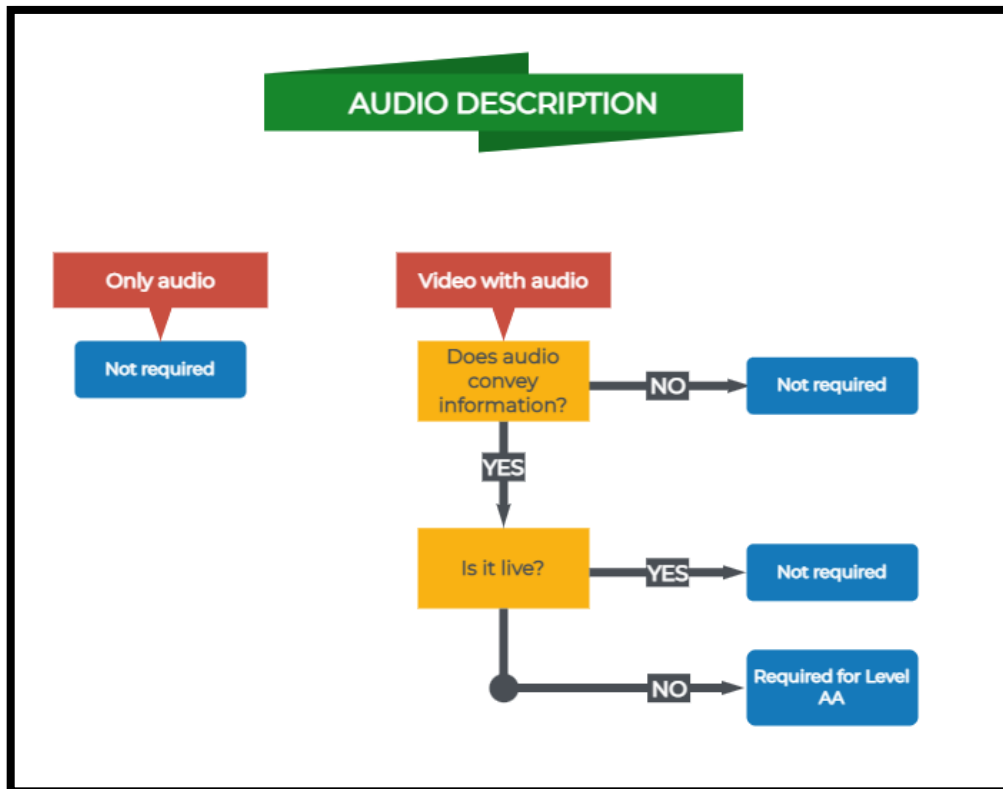 AUDIO DESCRIPTION
Only audio
Not required
Video with audio
Does audio
convey
information?
NO
Not required
YES
Is it live?
YES
Not required
NO
Required for Level
AA